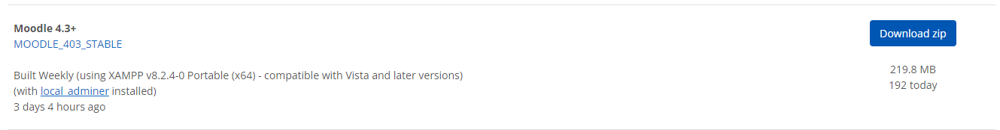 Moodle 4.3+
Download zip
MOODLE_403_STABLE
219.8 MB
Built Weekly (using XAMPP v8.2.4-0 Portable (x64) - compatible with Vista and later versions)
192 today
(with local_adminer installed)
3 days 4 hours ago